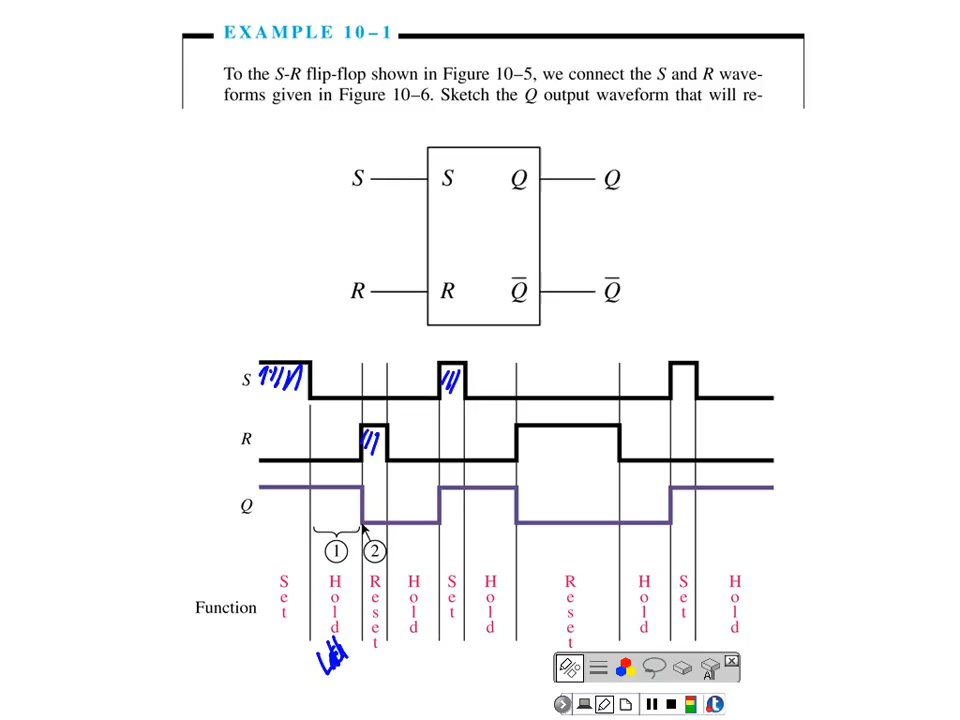 EXAMPLE 10–1
To the S-R flip-flop shown in Figure 10–5, we connect the S and R wave-
forms given in Figure 10–6. Sketch the Q output waveform that will re-
S S Q Q
R R Q̅ Q̅
S
R
Q
1 2
Function Set Hold Reset Hold Set Hold Reset Hold Set Hold
Latch
A
t